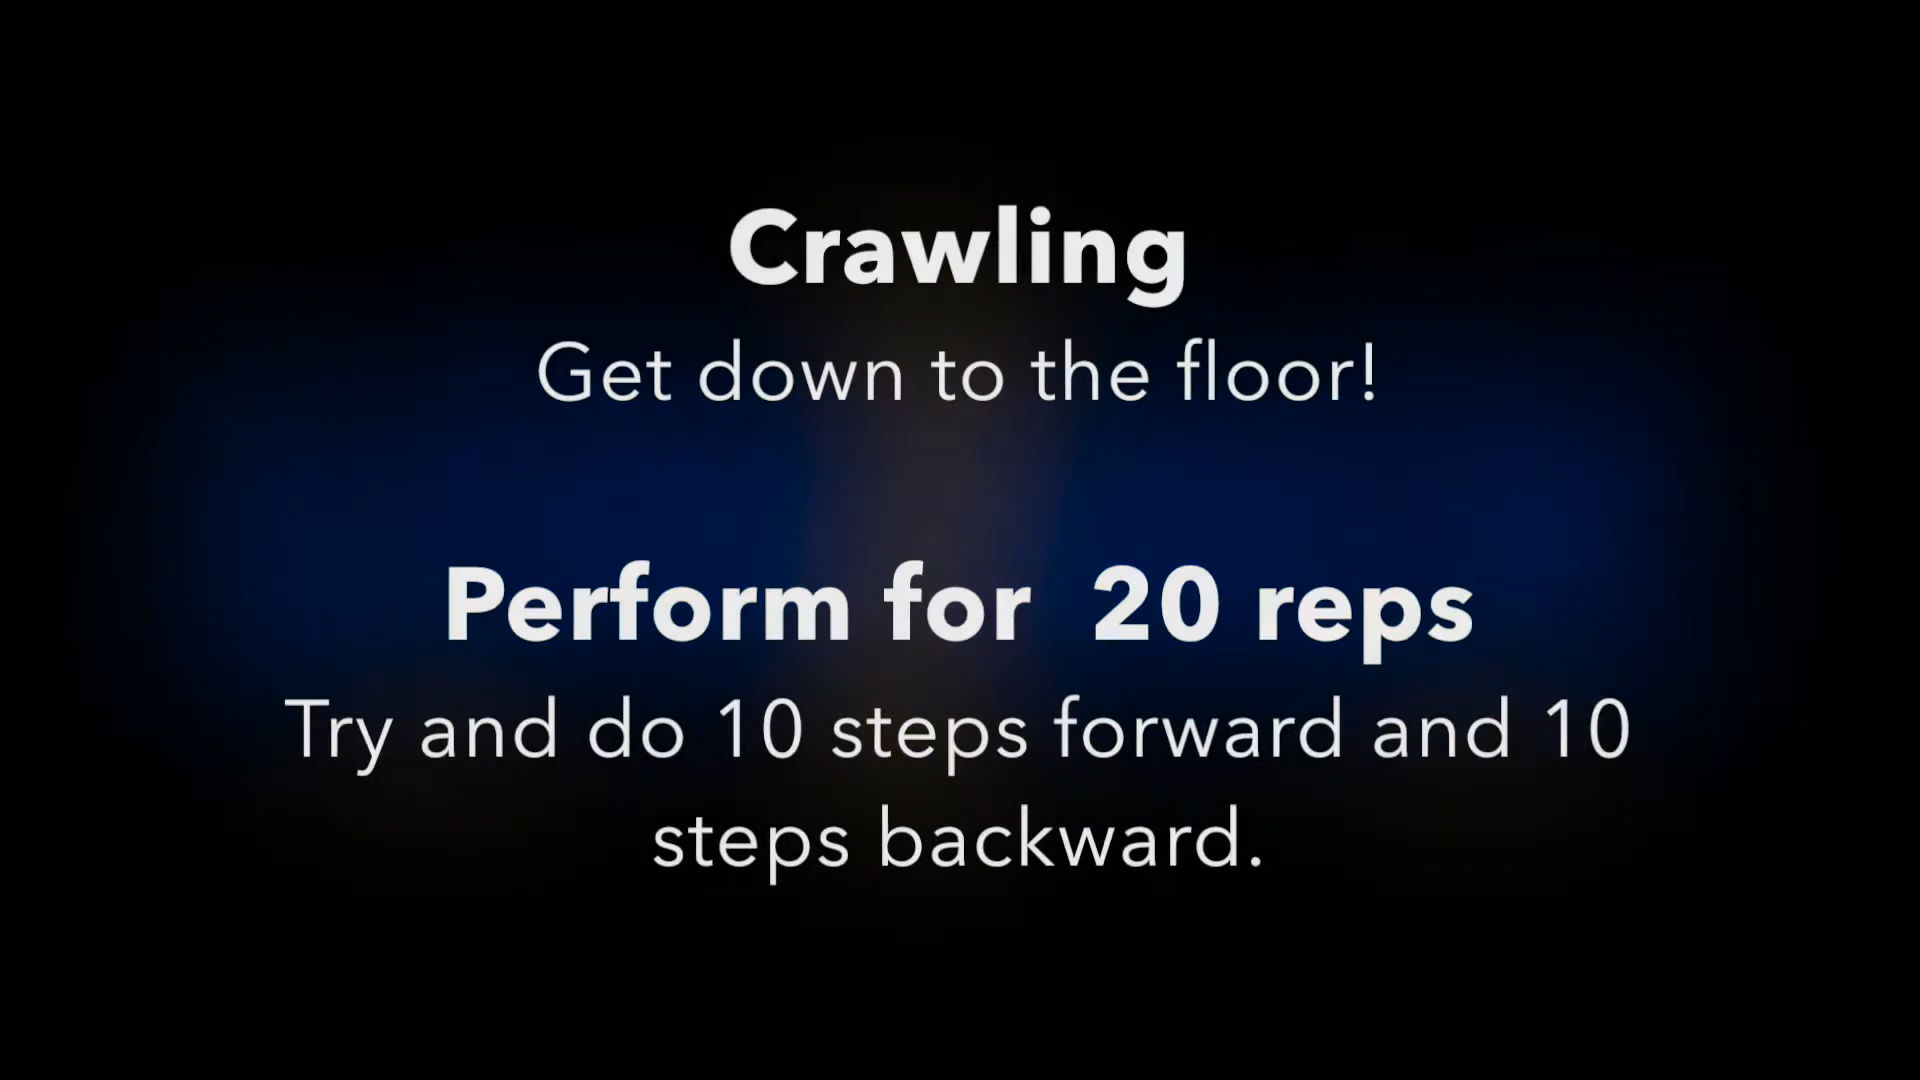 Crawling
Get down to the floor!
Perform for  20 reps
Try and do 10 steps forward and 10
steps backward.